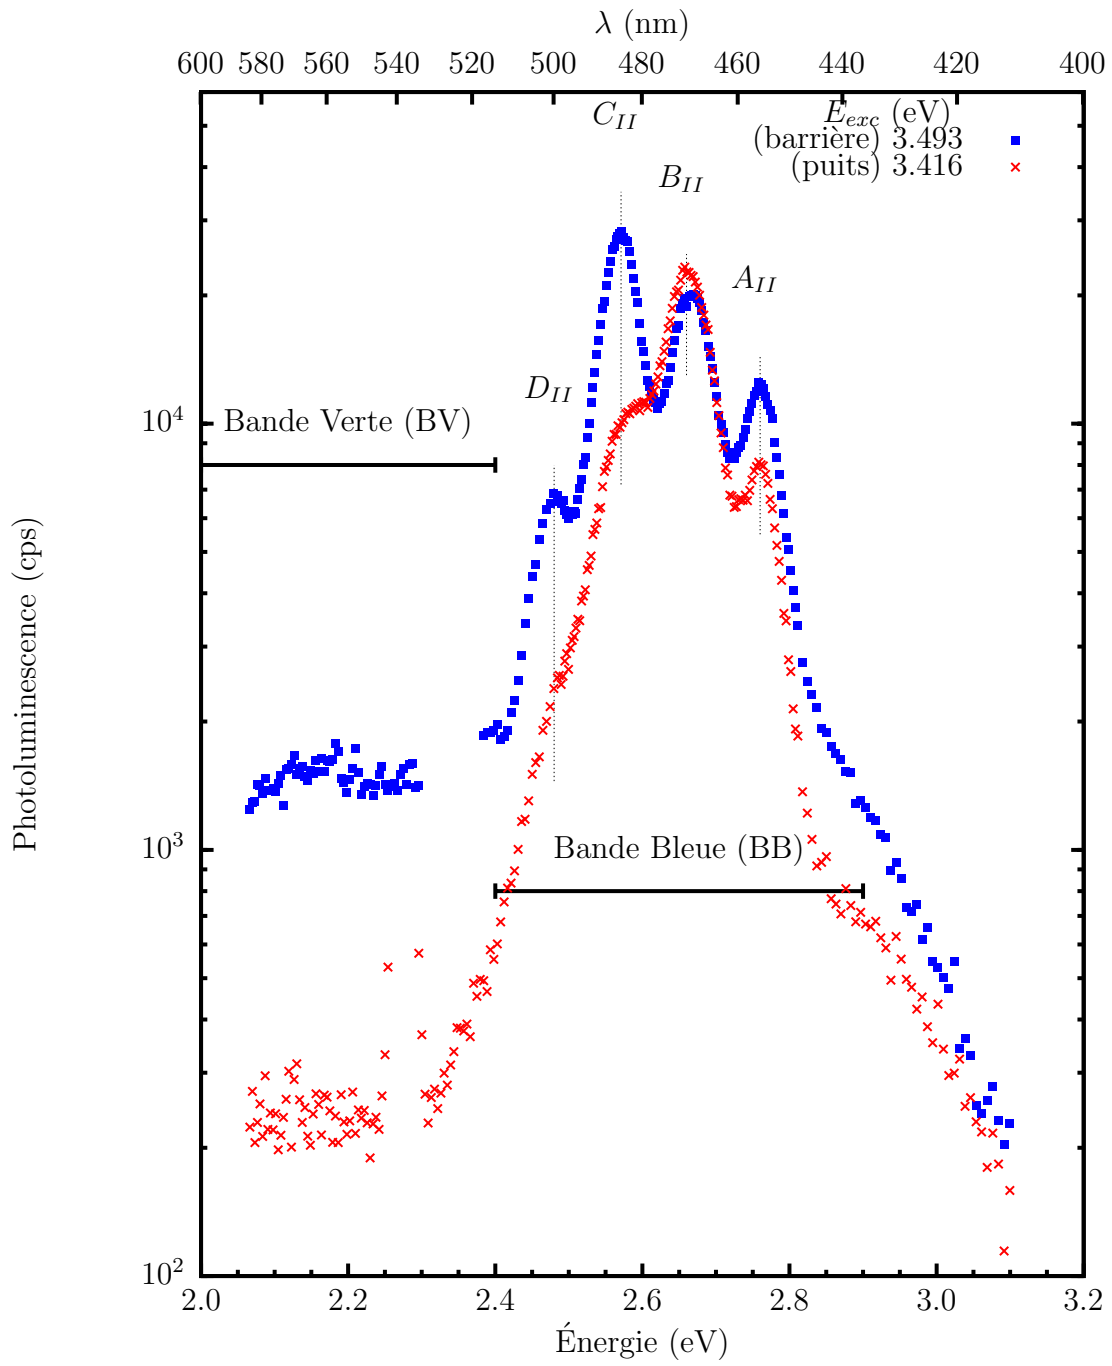 λ (nm)
600 580 560 540 520 500 480 460 440 420 400
C_II
E_exc (eV)
(barrière) 3.493
(puits) 3.416
B_II
A_II
D_II
Bande Verte (BV)
10^4
Photoluminescence (cps)
10^3
Bande Bleue (BB)
10^2
2.0 2.2 2.4 2.6 2.8 3.0 3.2
Énergie (eV)